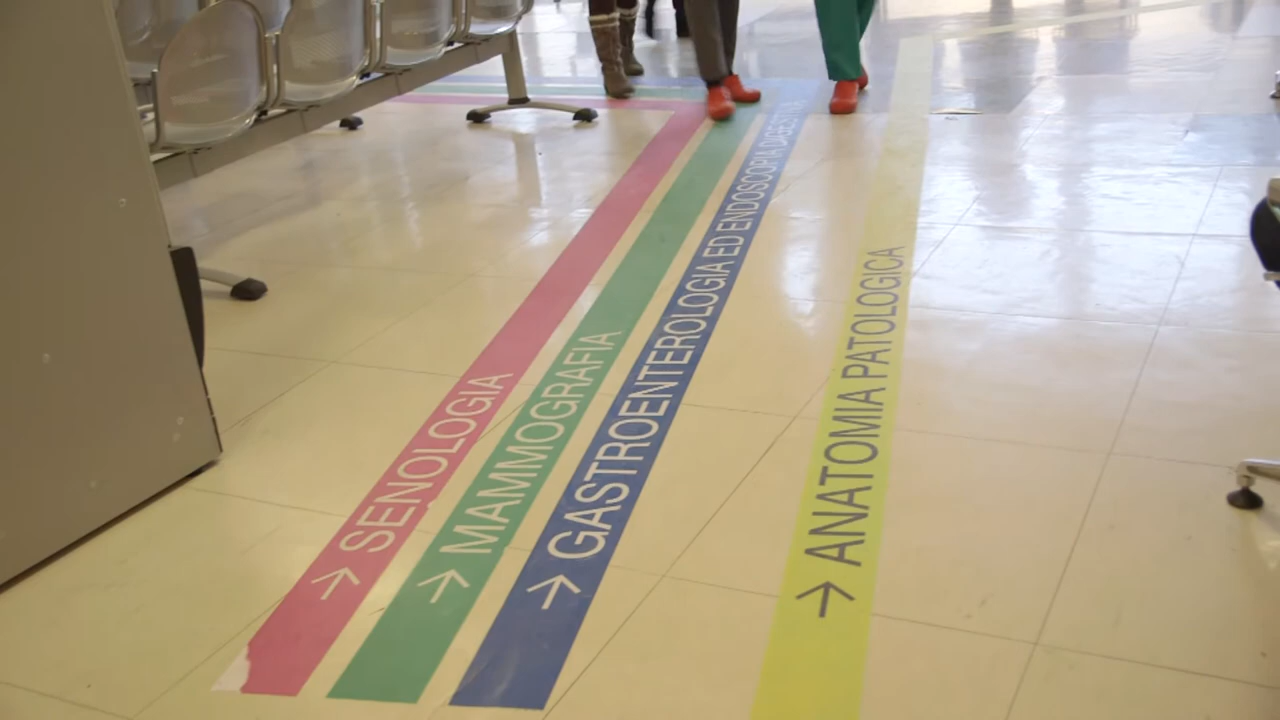 → SENOLOGIA
→ MAMMOGRAFIA
→ GASTROENTEROLOGIA ED ENDOSCOPIA DIGESTIVA
→ ANATOMIA PATOLOGICA